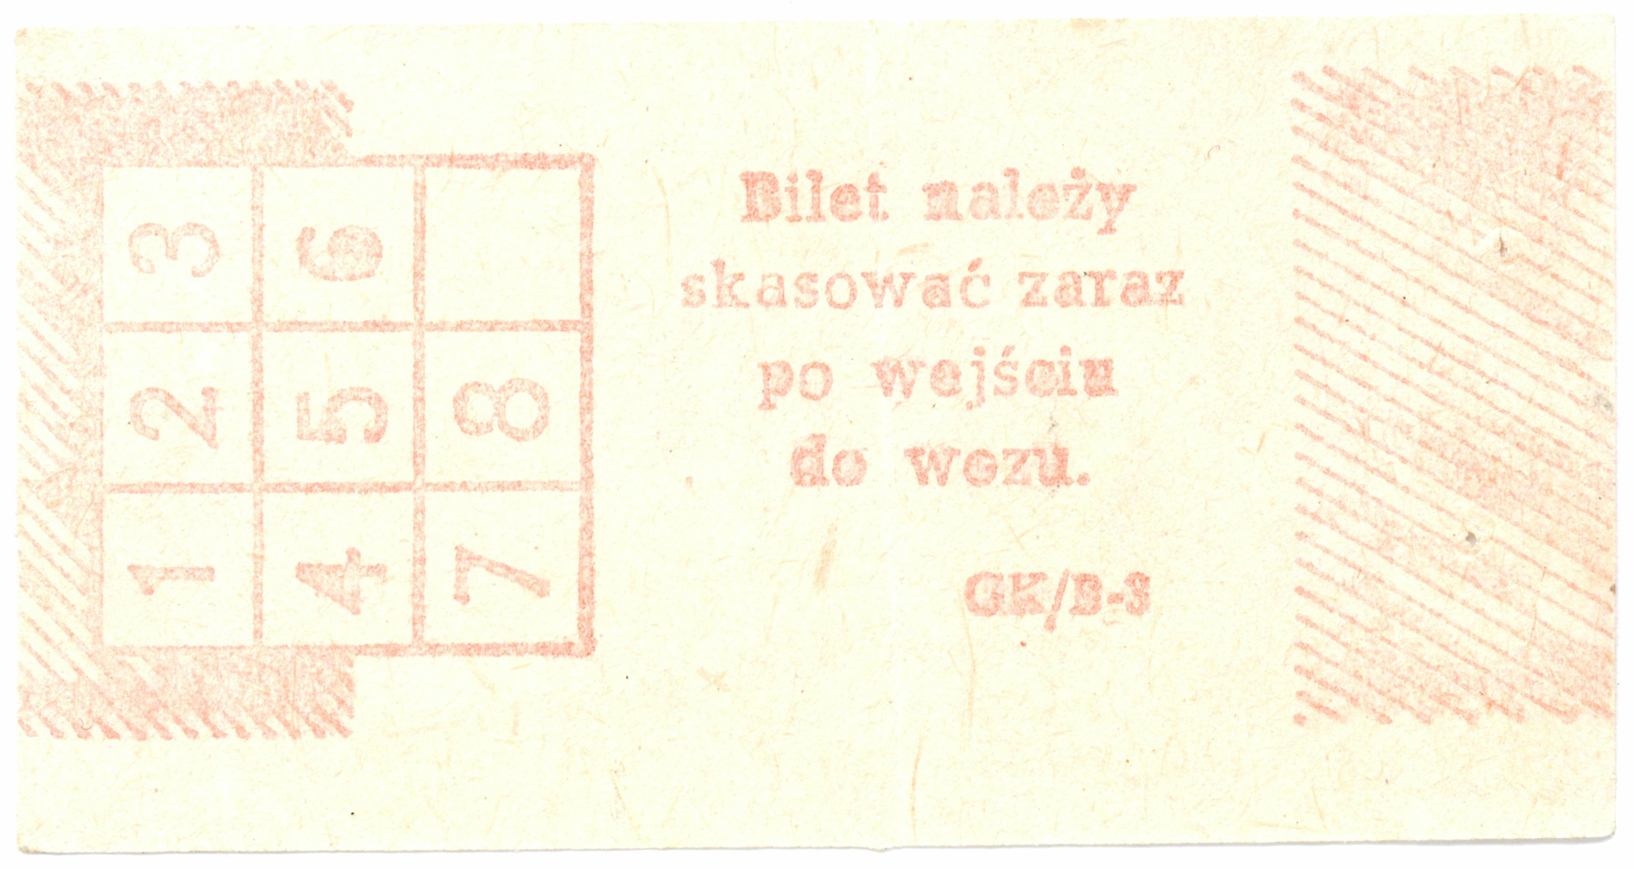 3 6
2 5 8
1 4 7
Bilet należy
skasować zaraz
po wejściu
do wozu.
GK/B-3